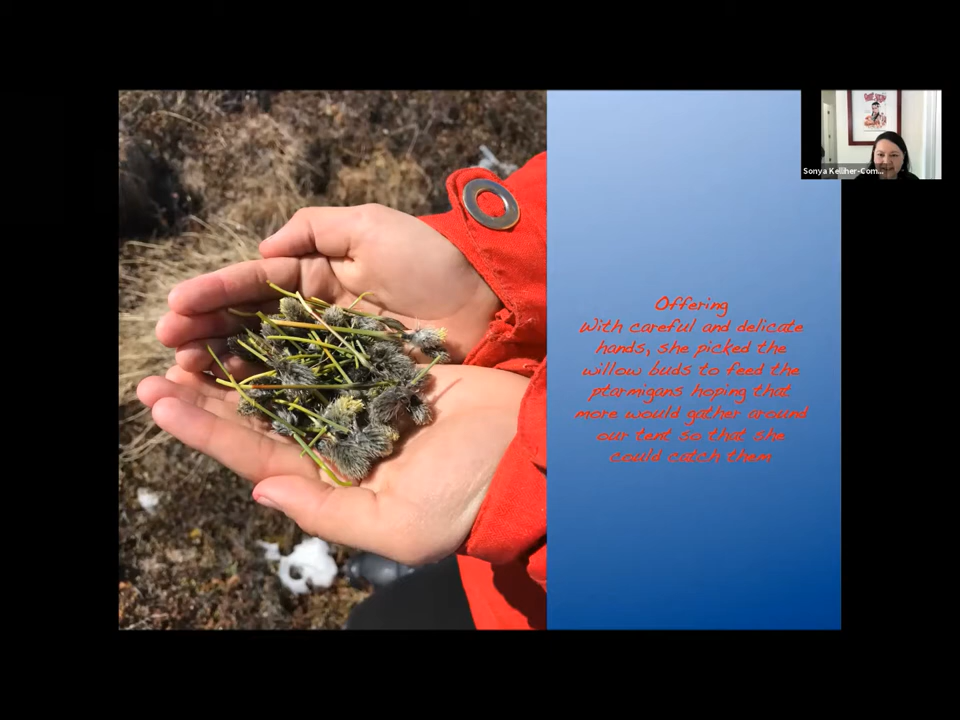 Sonya Kelliher-Com...
Offering
With careful and delicate
hands, she picked the
willow buds to feed the
ptarmigans hoping that
more would gather around
our tent so that she
could catch them